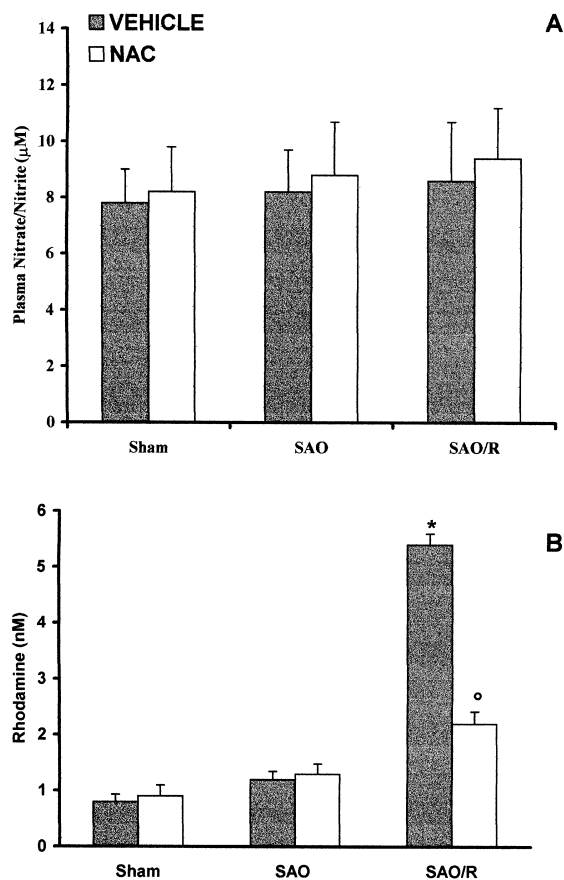 VEHICLE
NAC
A
Plasma Nitrate/Nitrite (μM)
14
12
10
8
6
4
2
0
Sham SAO SAO/R
B
Rhodamine (nM)
6
5
4
3
2
1
0
*
°
Sham SAO SAO/R